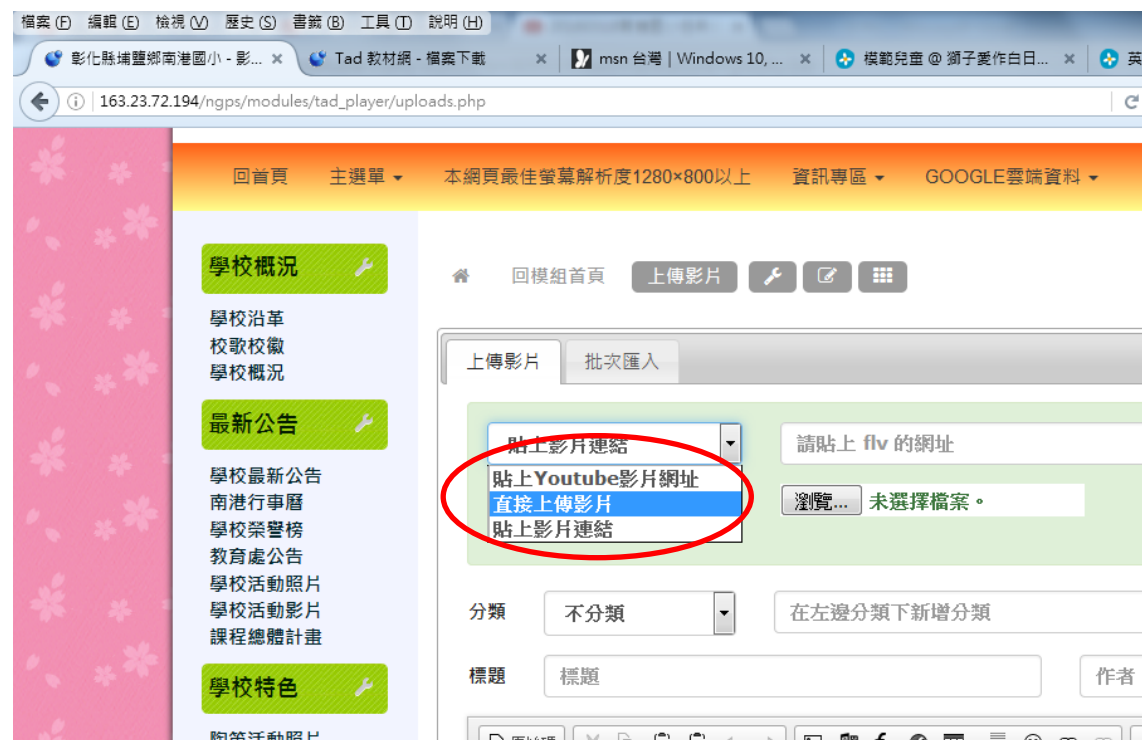 檔案(F) 編輯(E) 檢視(V) 歷史(S) 書籤(B) 工具(T) 說明(H)
彰化縣埔鹽鄉南港國小 - 影... × Tad 教材網 - 檔案下載 × msn 台灣 | Windows 10, ... × 模範兒童 @ 獅子愛作白日... × 英
163.23.72.194/ngps/modules/tad_player/uploads.php
回首頁 主選單 本網頁最佳螢幕解析度1280×800以上 資訊專區 GOOGLE雲端資料
學校概況
學校沿革
校歌校徽
學校概況
最新公告
學校最新公告
南港行事曆
學校榮譽榜
教育處公告
學校活動照片
學校活動影片
課程總體計畫
學校特色
陶笛活動照片
回模組首頁 上傳影片
上傳影片 批次匯入
貼上影片連結 請貼上 flv 的網址
貼上Youtube影片網址
直接上傳影片
貼上影片連結
瀏覽... 未選擇檔案。
分類 不分類 在左邊分類下新增分類
標題 標題 作者
原始碼